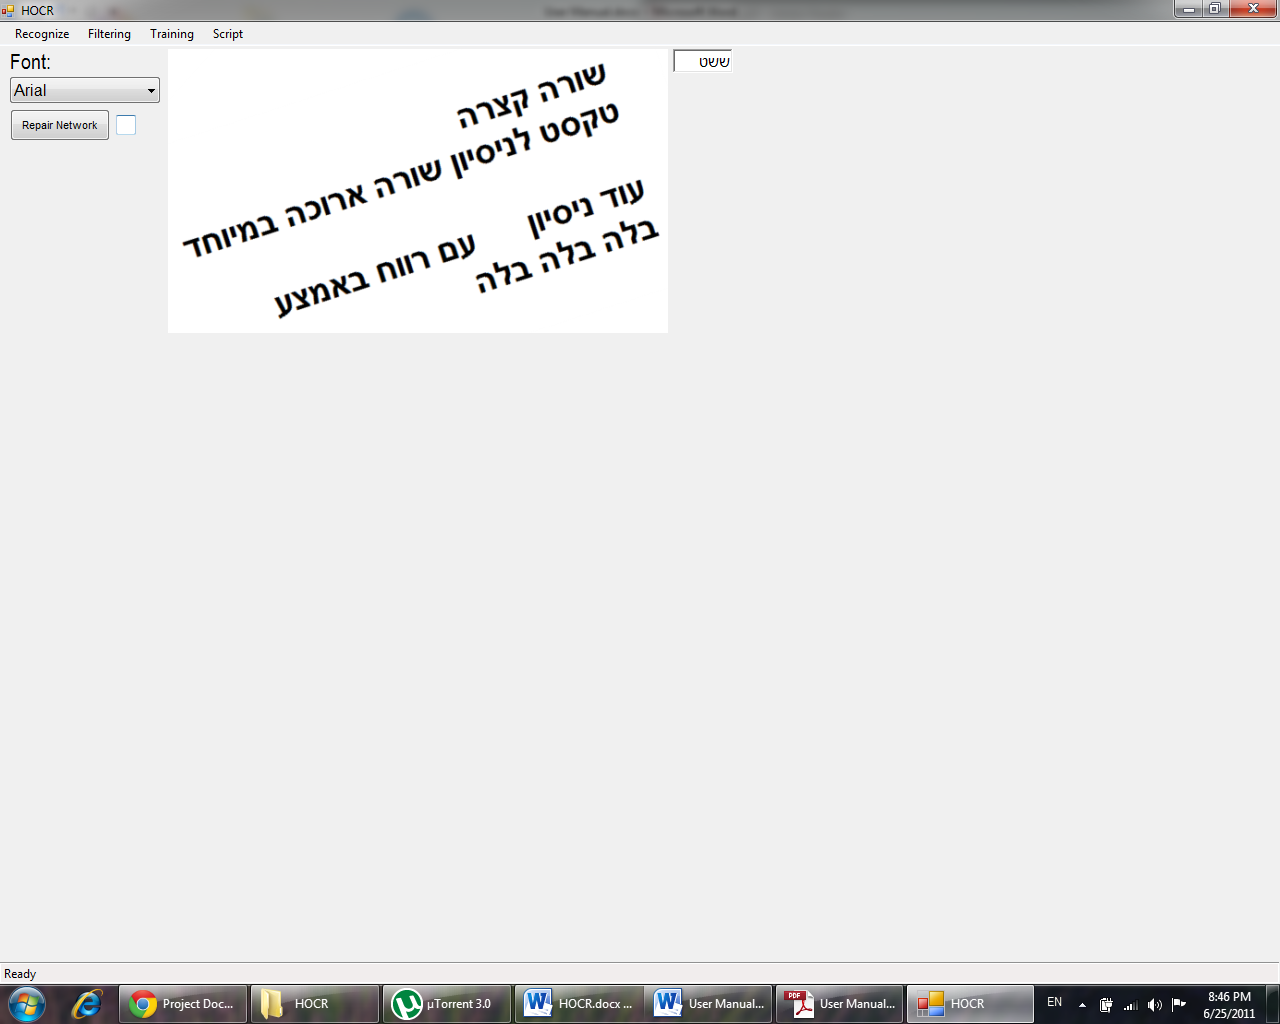 HOCR
Recognize Filtering Training Script
Font:
Arial
Repair Network
שורה קצרה
טקסט לניסיון שורה ארוכה במיוחד
עוד ניסיון עם רווח באמצע
בלה בלה בלה
ששט
Ready
Project Doc... HOCR µTorrent 3.0 HOCR.docx ... User Manual... User Manual... HOCR EN 8:46 PM
6/25/2011